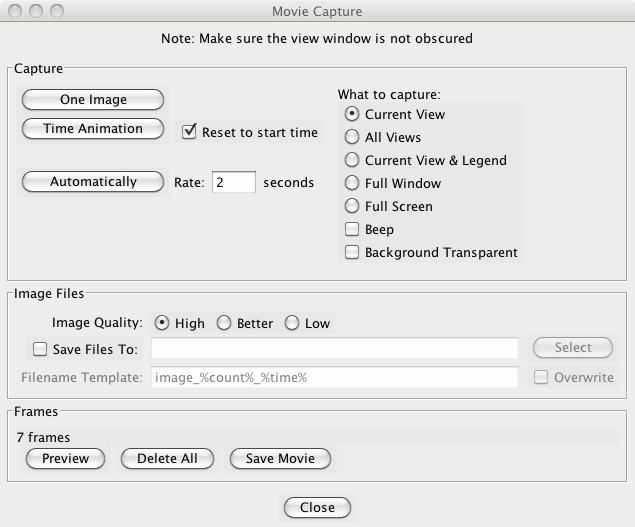 Movie Capture
Note: Make sure the view window is not obscured
Capture
One Image
Time Animation
Reset to start time
Automatically
Rate: 2 seconds
What to capture:
Current View
All Views
Current View & Legend
Full Window
Full Screen
Beep
Background Transparent
Image Files
Image Quality: High Better Low
Save Files To: Select
Filename Template: image_%count%_%time% Overwrite
Frames
7 frames
Preview Delete All Save Movie
Close